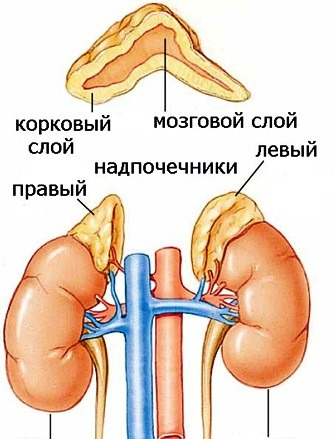 корковый
слой
мозговой слой
надпочечники
правый
левый